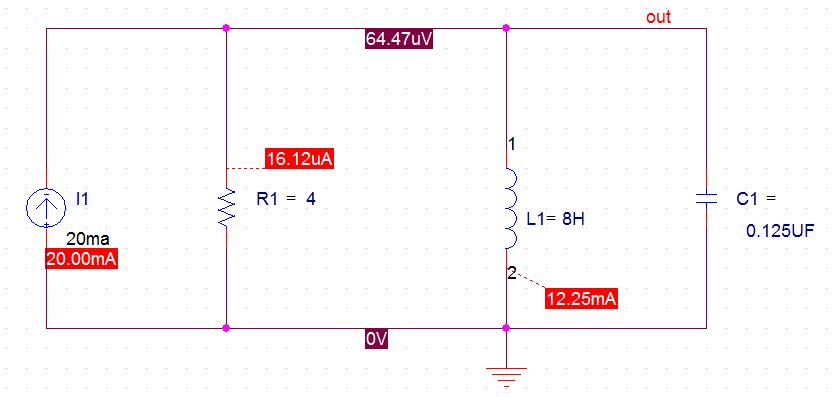 out
64.47uV
1
16.12uA
I1
R1 = 4
C1 =
L1= 8H
0.125UF
20ma
20.00mA
2
12.25mA
0V